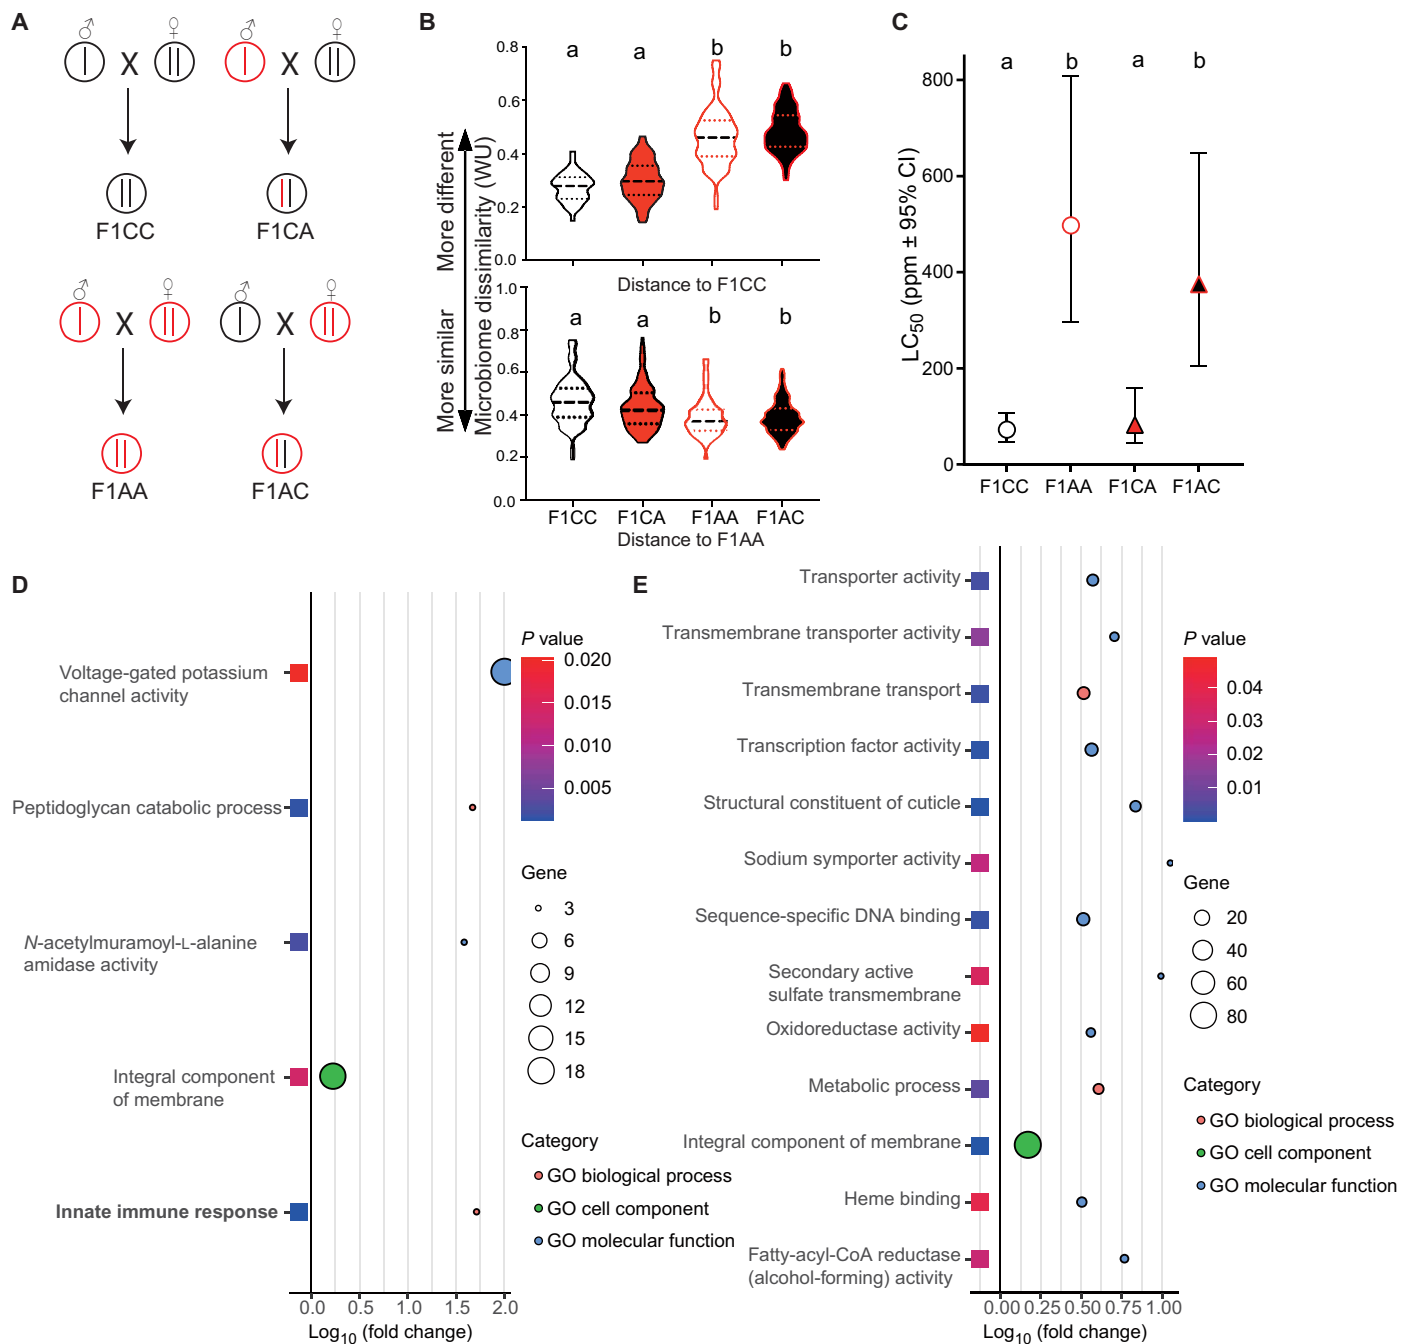 A
♂ ♀ ♂ ♀
X X
F1CC F1CA
♂ ♀ ♂ ♀
X X
F1AA F1AC
B
More similar More different
Microbiome dissimilarity (WU)
0.8
0.6
0.4
0.2
0.0
a a b b
Distance to F1CC
1.0
0.8
0.6
0.4
0.2
0.0
a a b b
F1CC F1CA F1AA F1AC
Distance to F1AA
C
LC50 (ppm ± 95% CI)
800
600
400
200
0
a b a b
F1CC F1AA F1CA F1AC
D
Voltage-gated potassium
channel activity
Peptidoglycan catabolic process
N-acetylmuramoyl-L-alanine
amidase activity
Integral component
of membrane
Innate immune response
0.0 0.5 1.0 1.5 2.0
Log10 (fold change)
P value
0.020
0.015
0.010
0.005
Gene
3
6
9
12
15
18
Category
GO biological process
GO cell component
GO molecular function
E
Transporter activity
Transmembrane transporter activity
Transmembrane transport
Transcription factor activity
Structural constituent of cuticle
Sodium symporter activity
Sequence-specific DNA binding
Secondary active
sulfate transmembrane
Oxidoreductase activity
Metabolic process
Integral component of membrane
Heme binding
Fatty-acyl-CoA reductase
(alcohol-forming) activity
0.00 0.25 0.50 0.75 1.00
Log10 (fold change)
P value
0.04
0.03
0.02
0.01
Gene
20
40
60
80
Category
GO biological process
GO cell component
GO molecular function